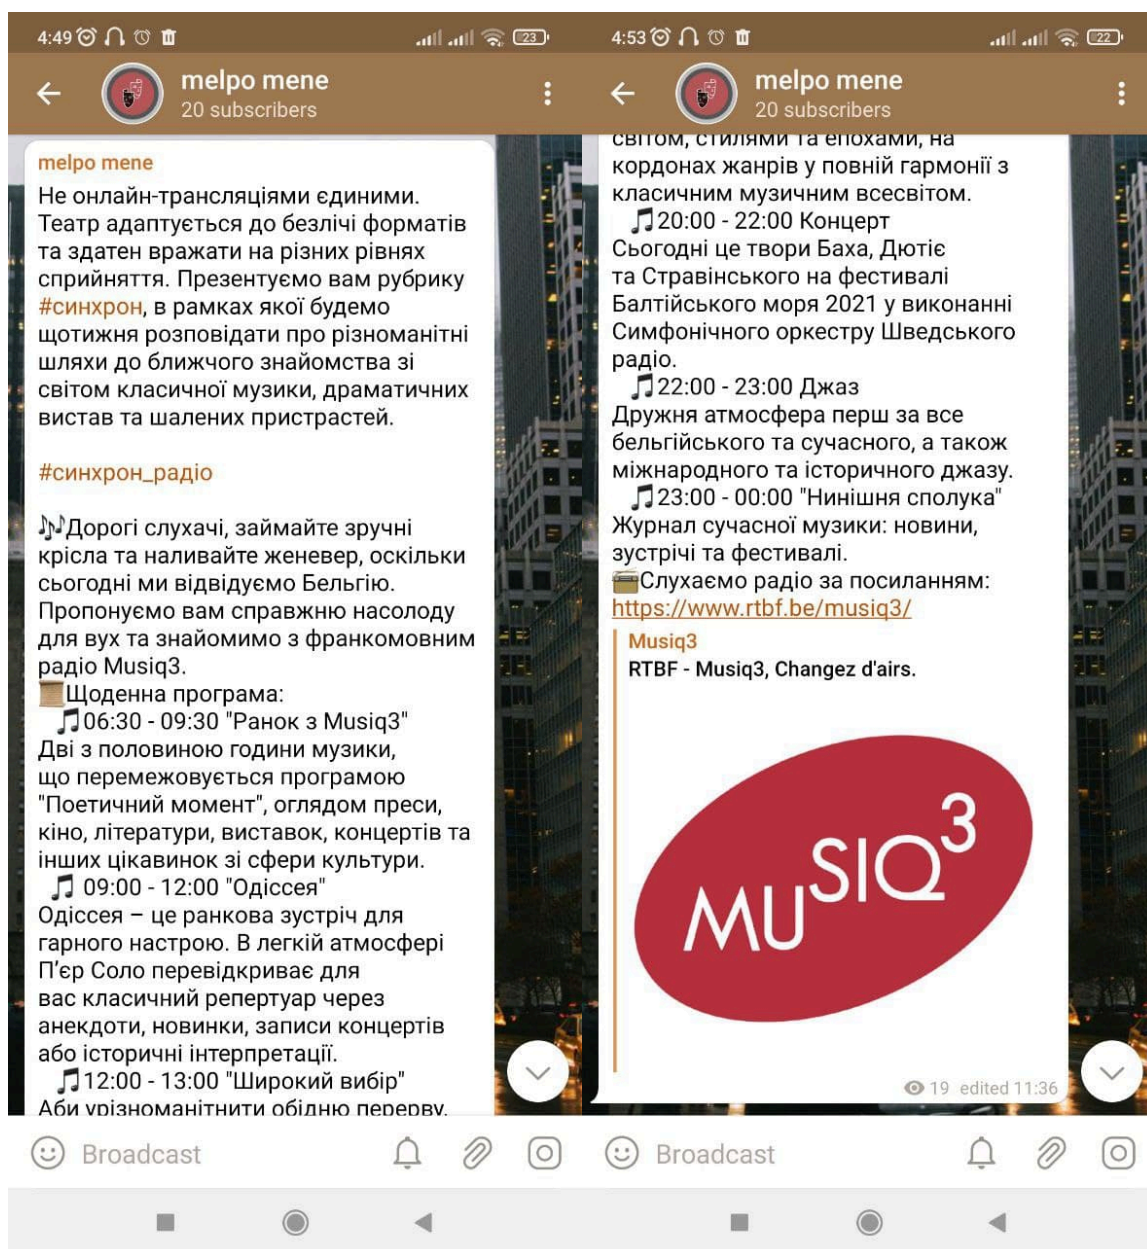 4:49
23
melpo mene
20 subscribers
melpo mene
Не онлайн-трансляціями єдиними.
Театр адаптується до безлічі форматів
та здатен вражати на різних рівнях
сприйняття. Презентуємо вам рубрику
#синхрон, в рамках якої будемо
щотижня розповідати про різноманітні
шляхи до ближчого знайомства зі
світом класичної музики, драматичних
вистав та шалених пристрастей.
#синхрон_радіо
🎶Дорогі слухачі, займайте зручні
крісла та наливайте женевер, оскільки
сьогодні ми відвідуємо Бельгію.
Пропонуємо вам справжню насолоду
для вух та знайомимо з франкомовним
радіо Musiq3.
📜Щоденна програма:
🎵06:30 - 09:30 "Ранок з Musiq3"
Дві з половиною години музики,
що перемежовується програмою
"Поетичний момент", оглядом преси,
кіно, літератури, виставок, концертів та
інших цікавинок зі сфери культури.
🎵 09:00 - 12:00 "Одіссея"
Одіссея – це ранкова зустріч для
гарного настрою. В легкій атмосфері
П'єр Соло перевідкриває для
вас класичний репертуар через
анекдоти, новинки, записи концертів
або історичні інтерпретації.
🎵12:00 - 13:00 "Широкий вибір"
Аби урізноманітнити обідню перерву,
Broadcast
4:53
22
melpo mene
20 subscribers
світом, стилями та епохами, на
кордонах жанрів у повній гармонії з
класичним музичним всесвітом.
🎵20:00 - 22:00 Концерт
Сьогодні це твори Баха, Дютіє
та Стравінського на фестивалі
Балтійського моря 2021 у виконанні
Симфонічного оркестру Шведського
радіо.
🎵22:00 - 23:00 Джаз
Дружня атмосфера перш за все
бельгійського та сучасного, а також
міжнародного та історичного джазу.
🎵23:00 - 00:00 "Нинішня сполука"
Журнал сучасної музики: новини,
зустрічі та фестивалі.
📻Слухаємо радіо за посиланням:
https://www.rtbf.be/musiq3/
Musiq3
RTBF - Musiq3, Changez d'airs.
MUSIQ3
19 edited 11:36
Broadcast